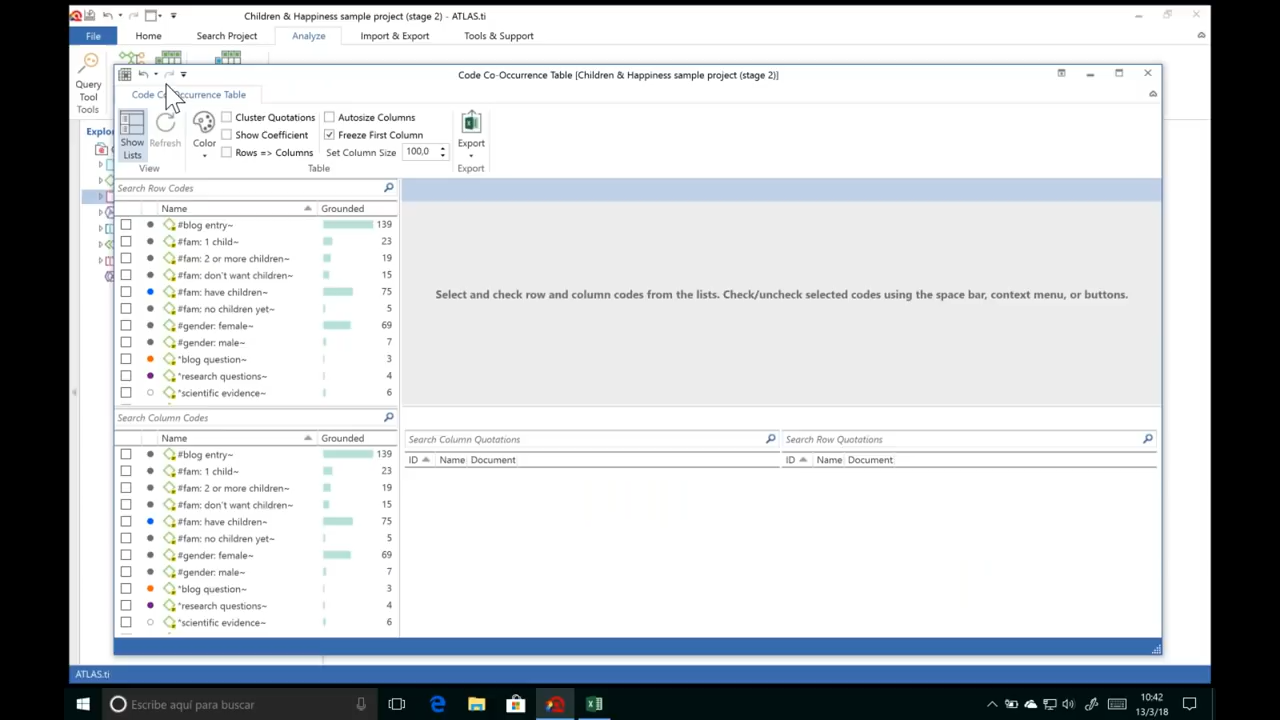 Children & Happiness sample project (stage 2) - ATLAS.ti
File
Home
Search Project
Analyze
Import & Export
Tools & Support
Query
Tool
Tools
Code Co-Occurrence Table [Children & Happiness sample project (stage 2)]
Show
Lists
Refresh
View
Color
Cluster Quotations
Show Coefficient
Rows => Columns
Autosize Columns
Freeze First Column
Set Column Size 100,0
Table
Export
Export
Search Row Codes
Name Grounded
#blog entry~ 139
#fam: 1 child~ 23
#fam: 2 or more children~ 19
#fam: don't want children~ 15
#fam: have children~ 75
#fam: no children yet~ 5
#gender: female~ 69
#gender: male~ 7
*blog question~ 3
*research questions~ 4
*scientific evidence~ 6
Select and check row and column codes from the lists. Check/uncheck selected codes using the space bar, context menu, or buttons.
Search Column Codes
Name Grounded
#blog entry~ 139
#fam: 1 child~ 23
#fam: 2 or more children~ 19
#fam: don't want children~ 15
#fam: have children~ 75
#fam: no children yet~ 5
#gender: female~ 69
#gender: male~ 7
*blog question~ 3
*research questions~ 4
*scientific evidence~ 6
Search Column Quotations
ID Name Document
Search Row Quotations
ID Name Document
ATLAS.ti
Escribe aquí para buscar
10:42
13/3/18